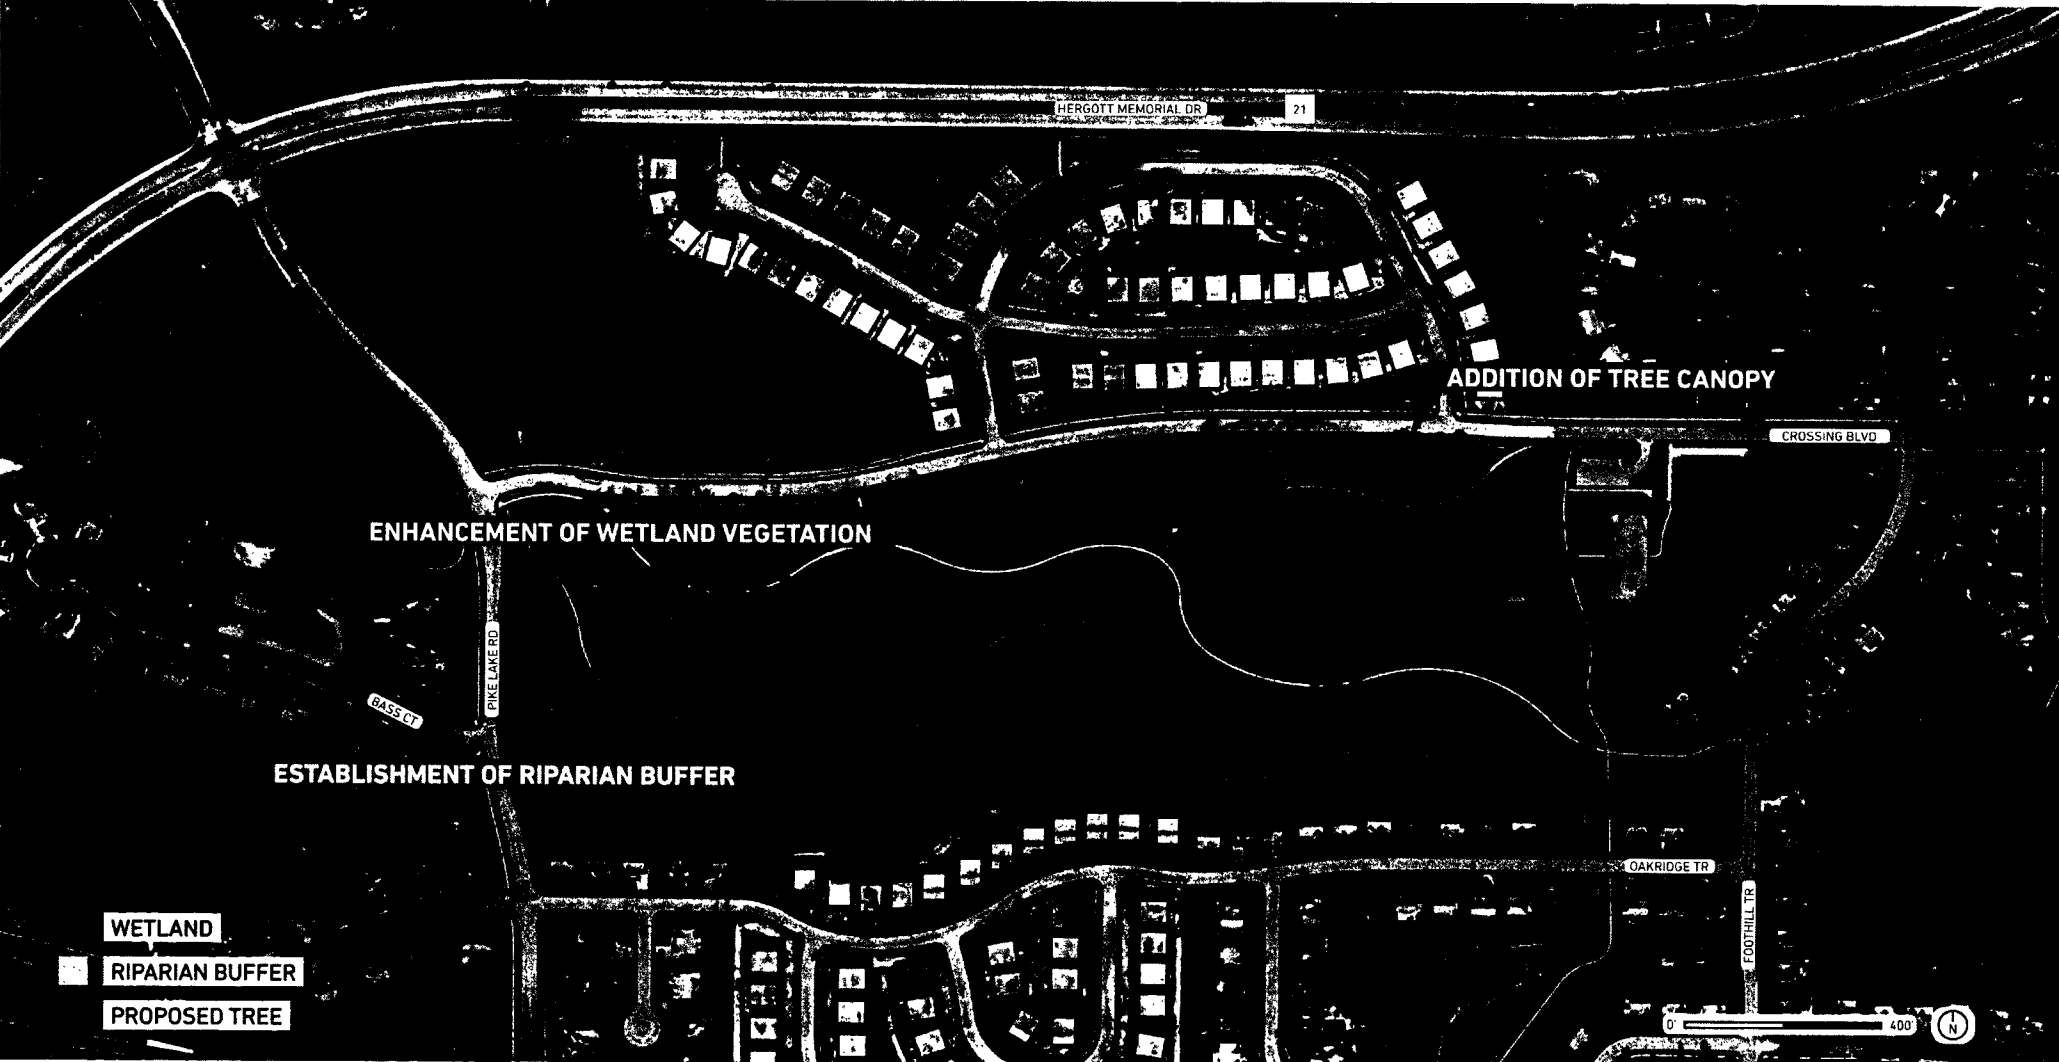 HERGOTT MEMORIAL DR
21
ADDITION OF TREE CANOPY
CROSSING BLVD
ENHANCEMENT OF WETLAND VEGETATION
PIKE LAKE RD
BASS CT
ESTABLISHMENT OF RIPARIAN BUFFER
OAKRIDGE TR
FOOTHILL TR
WETLAND
RIPARIAN BUFFER
PROPOSED TREE
0' 400'
N